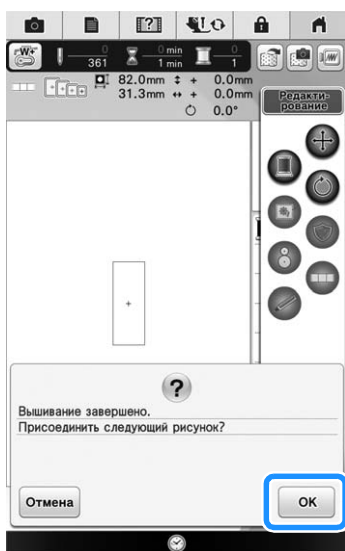 W
0
361
0 min
1 min
0
1
82.0mm ↕ + 0.0mm
31.3mm ↔ + 0.0mm
0.0°
Редакти-
рование
Вышивание завершено.
Присоединить следующий рисунок?
Отмена
OK